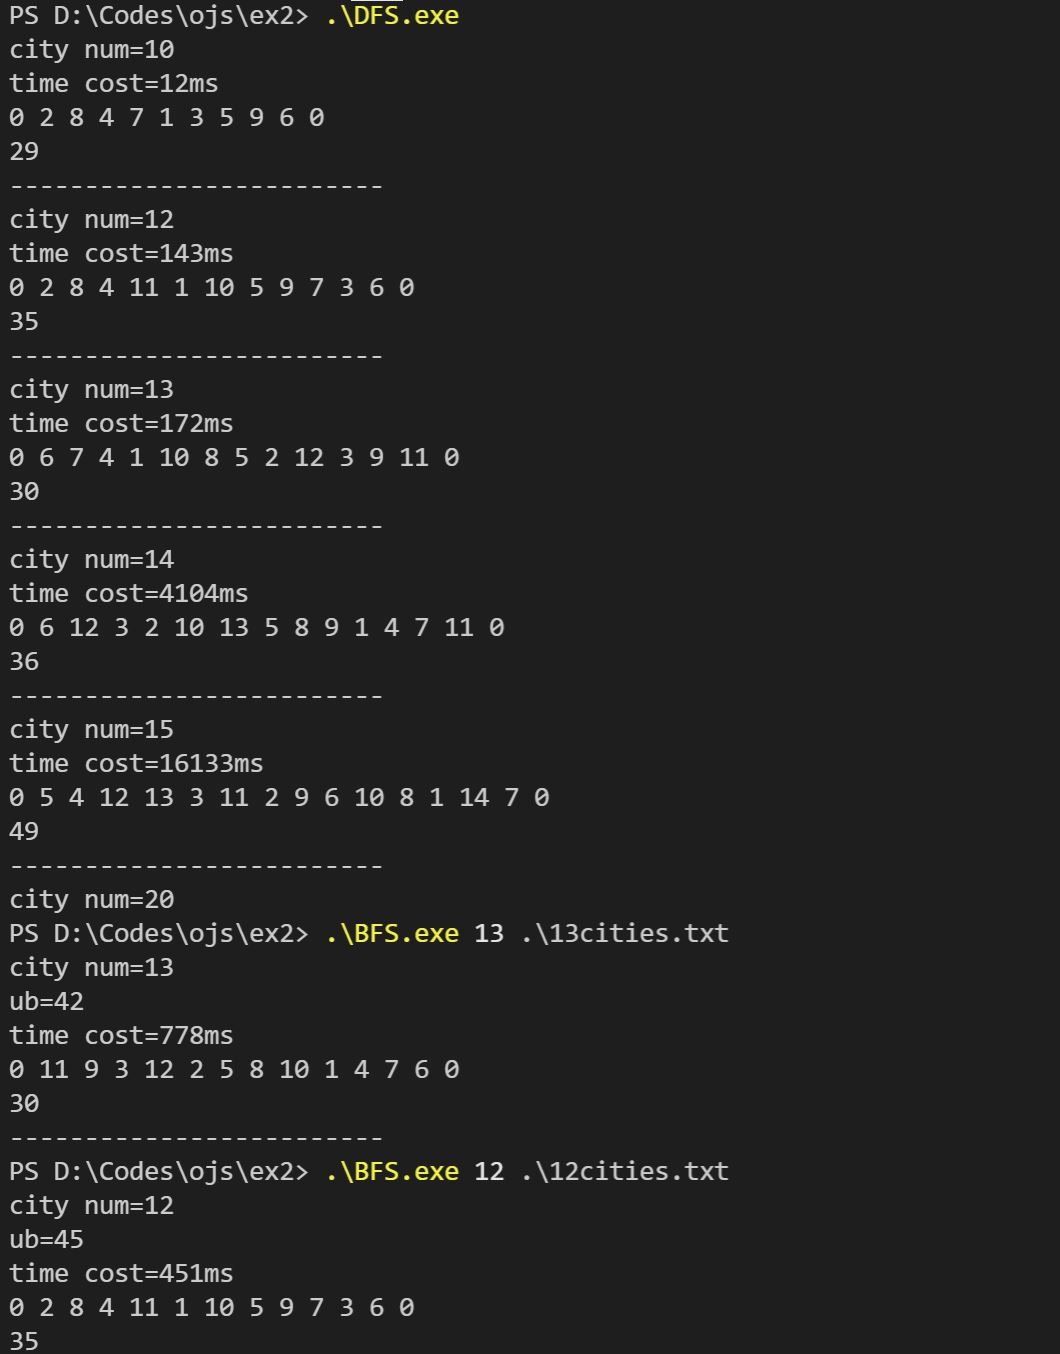 PS D:\Codes\ojs\ex2> .\DFS.exe
city num=10
time cost=12ms
0 2 8 4 7 1 3 5 9 6 0
29
-------------------------
city num=12
time cost=143ms
0 2 8 4 11 1 10 5 9 7 3 6 0
35
-------------------------
city num=13
time cost=172ms
0 6 7 4 1 10 8 5 2 12 3 9 11 0
30
-------------------------
city num=14
time cost=4104ms
0 6 12 3 2 10 13 5 8 9 1 4 7 11 0
36
-------------------------
city num=15
time cost=16133ms
0 5 4 12 13 3 11 2 9 6 10 8 1 14 7 0
49
-------------------------
city num=20
PS D:\Codes\ojs\ex2> .\BFS.exe 13 .\13cities.txt
city num=13
ub=42
time cost=778ms
0 11 9 3 12 2 5 8 10 1 4 7 6 0
30
-------------------------
PS D:\Codes\ojs\ex2> .\BFS.exe 12 .\12cities.txt
city num=12
ub=45
time cost=451ms
0 2 8 4 11 1 10 5 9 7 3 6 0
35